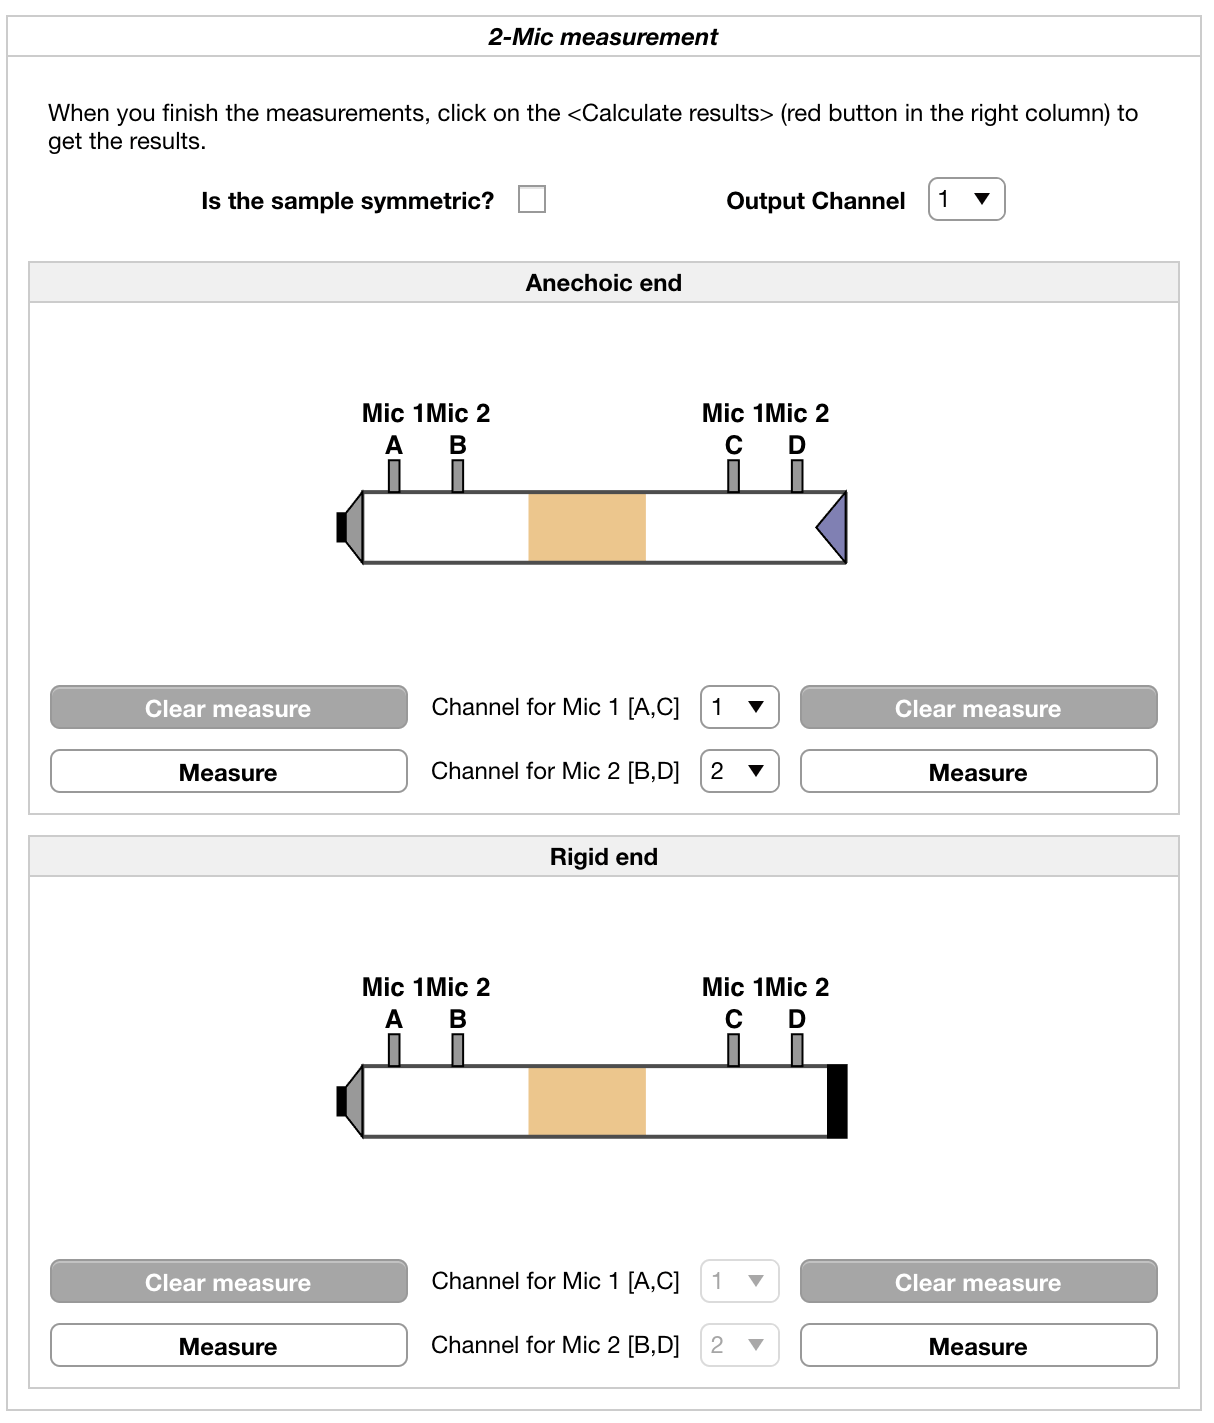 2-Mic measurement
When you finish the measurements, click on the <Calculate results> (red button in the right column) to
get the results.
Is the sample symmetric? Output Channel 1
Anechoic end
Mic 1 Mic 2 Mic 1 Mic 2
A B C D
Clear measure Channel for Mic 1 [A,C] 1 Clear measure
Measure Channel for Mic 2 [B,D] 2 Measure
Rigid end
Mic 1 Mic 2 Mic 1 Mic 2
A B C D
Clear measure Channel for Mic 1 [A,C] 1 Clear measure
Measure Channel for Mic 2 [B,D] 2 Measure